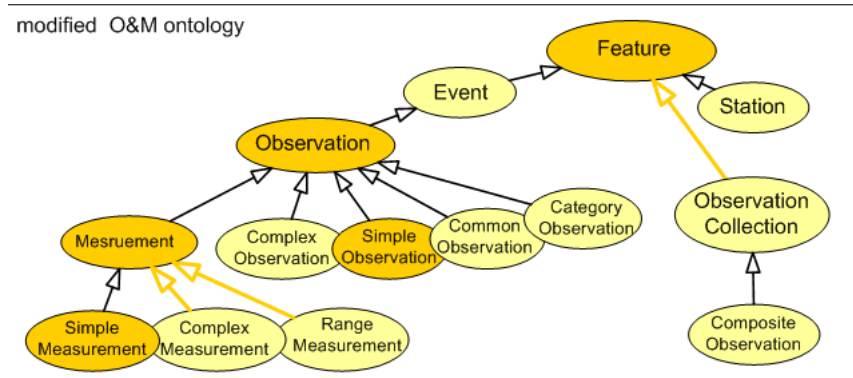 modified O&M ontology
Feature
Event
Station
Observation
Observation
Collection
Category
Observation
Mesruement
Complex
Observation
Simple
Observation
Common
Observation
Simple
Measurement
Complex
Measurement
Range
Measurement
Composite
Observation